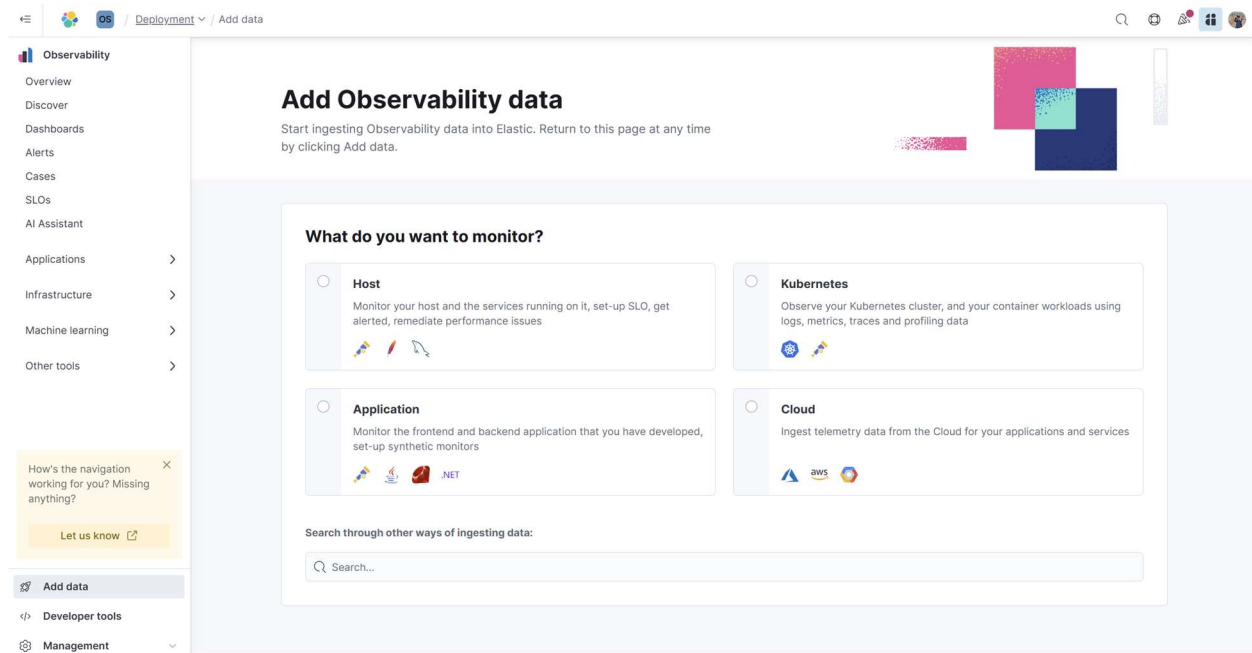 OS / Deployment / Add data
Observability
Overview
Discover
Dashboards
Alerts
Cases
SLOs
AI Assistant
Applications
Infrastructure
Machine learning
Other tools
How's the navigation
working for you? Missing
anything?
Let us know
Add data
Developer tools
Management
Add Observability data
Start ingesting Observability data into Elastic. Return to this page at any time
by clicking Add data.
What do you want to monitor?
Host
Monitor your host and the services running on it, set-up SLO, get
alerted, remediate performance issues
Kubernetes
Observe your Kubernetes cluster, and your container workloads using
logs, metrics, traces and profiling data
Application
Monitor the frontend and backend application that you have developed,
set-up synthetic monitors
.NET
Cloud
Ingest telemetry data from the Cloud for your applications and services
aws
Search through other ways of ingesting data:
Search...